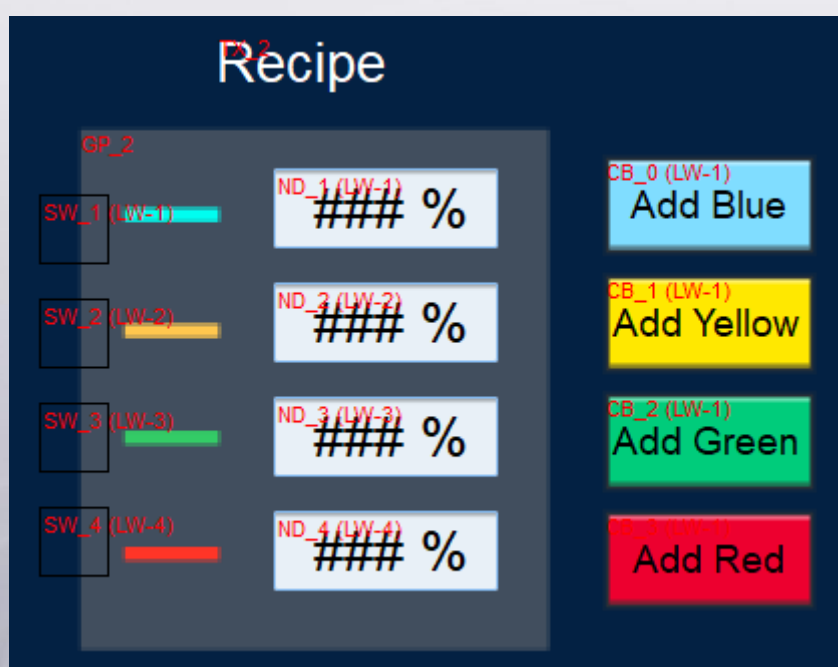 TX_2
Recipe
GP_2
SW_1 (LW-1)
ND_1 (LW-1)
### %
CB_0 (LW-1)
Add Blue
SW_2 (LW-2)
ND_2 (LW-2)
### %
CB_1 (LW-1)
Add Yellow
SW_3 (LW-3)
ND_3 (LW-3)
### %
CB_2 (LW-1)
Add Green
SW_4 (LW-4)
ND_4 (LW-4)
### %
Add Red